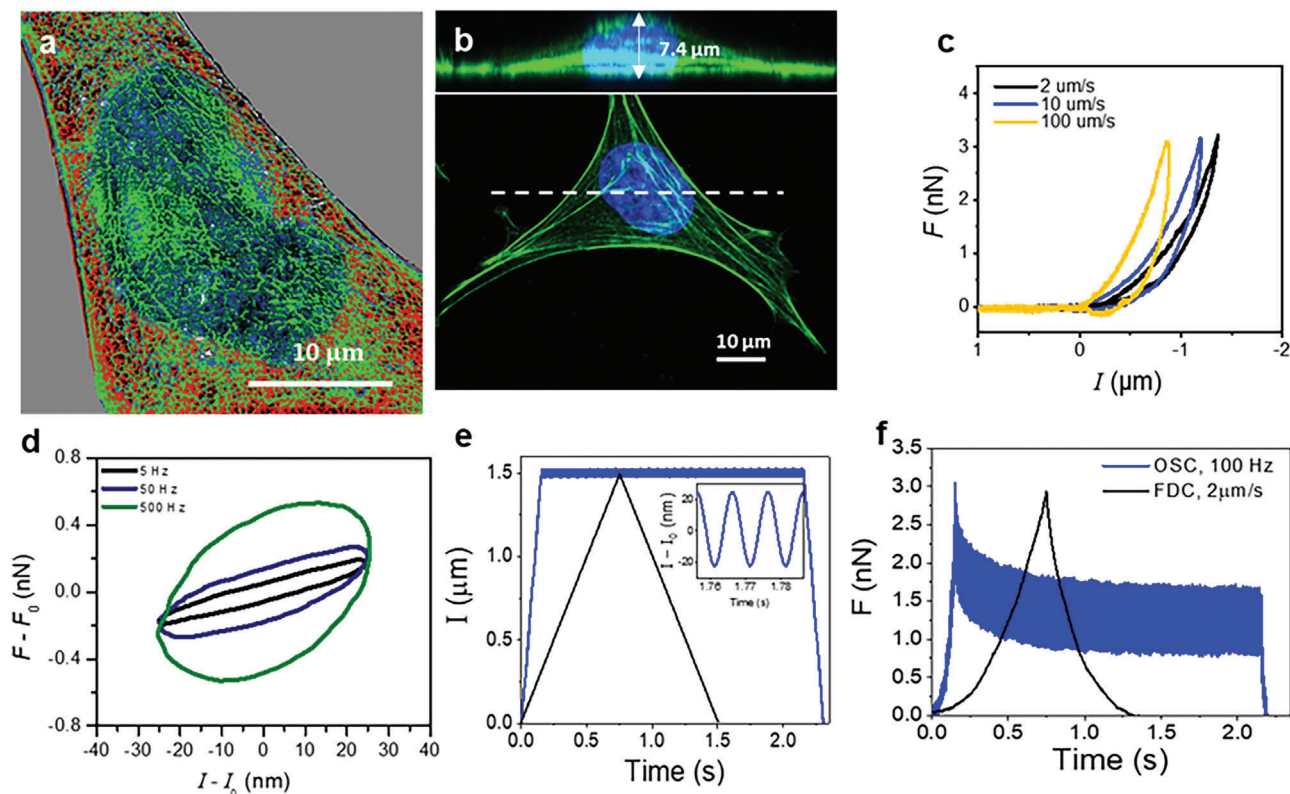 a
10 µm
b
7.4 µm
10 µm
c
2 um/s
10 um/s
100 um/s
F (nN)
4
3
2
1
0
1
0
-1
-2
I (µm)
d
5 Hz
50 Hz
500 Hz
F - F0 (nN)
0.8
0.4
0.0
-0.4
-0.8
-40 -30 -20 -10 0 10 20 30 40
I - I0 (nm)
e
I (µm)
1.5
1.0
0.5
0.0
0.0 0.5 1.0 1.5 2.0
Time (s)
I - I0 (nm)
20
0
-20
1.76 1.77 1.78
Time (s)
f
OSC, 100 Hz
FDC, 2µm/s
F (nN)
3.5
3.0
2.5
2.0
1.5
1.0
0.5
0.0
0.0 0.5 1.0 1.5 2.0
Time (s)